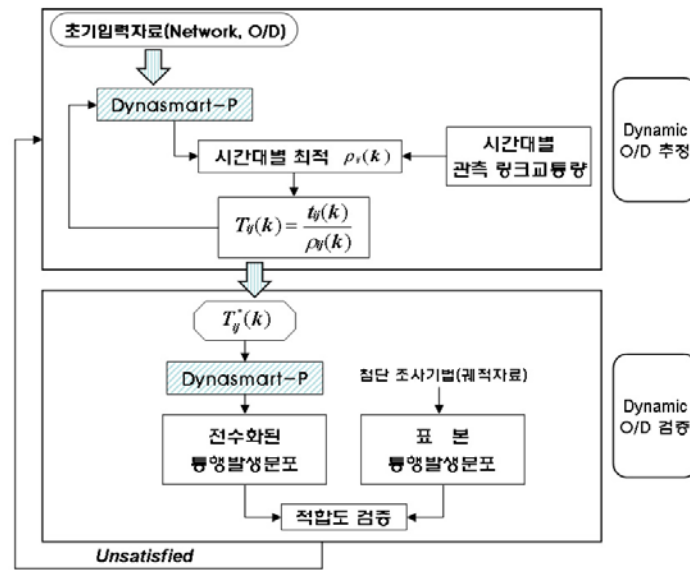 초기입력자료(Network, O/D)
Dynasmart-P
시간대별 최적 ρᵢⱼ(k)
시간대별
관측 링크교통량
Tᵢⱼ(k) = tᵢⱼ(k) / ρᵢⱼ(k)
Dynamic
O/D 추정
T*ᵢⱼ(k)
Dynasmart-P
첨단 조사기법(궤적자료)
전수화된
통행발생분포
표 본
통행발생분포
Dynamic
O/D 검증
적합도 검증
Unsatisfied